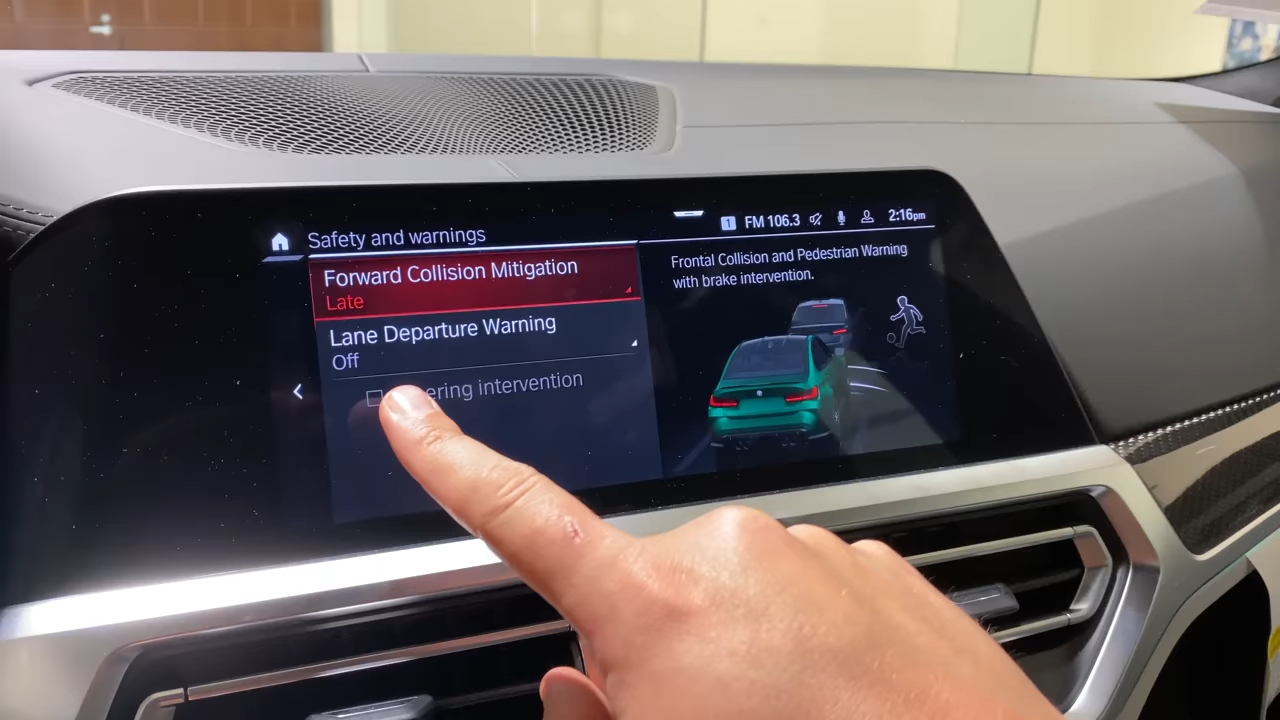 Safety and warnings
1 FM 106.3 2:16pm
Forward Collision Mitigation
Late
Lane Departure Warning
Off
intervention
Frontal Collision and Pedestrian Warning
with brake intervention.